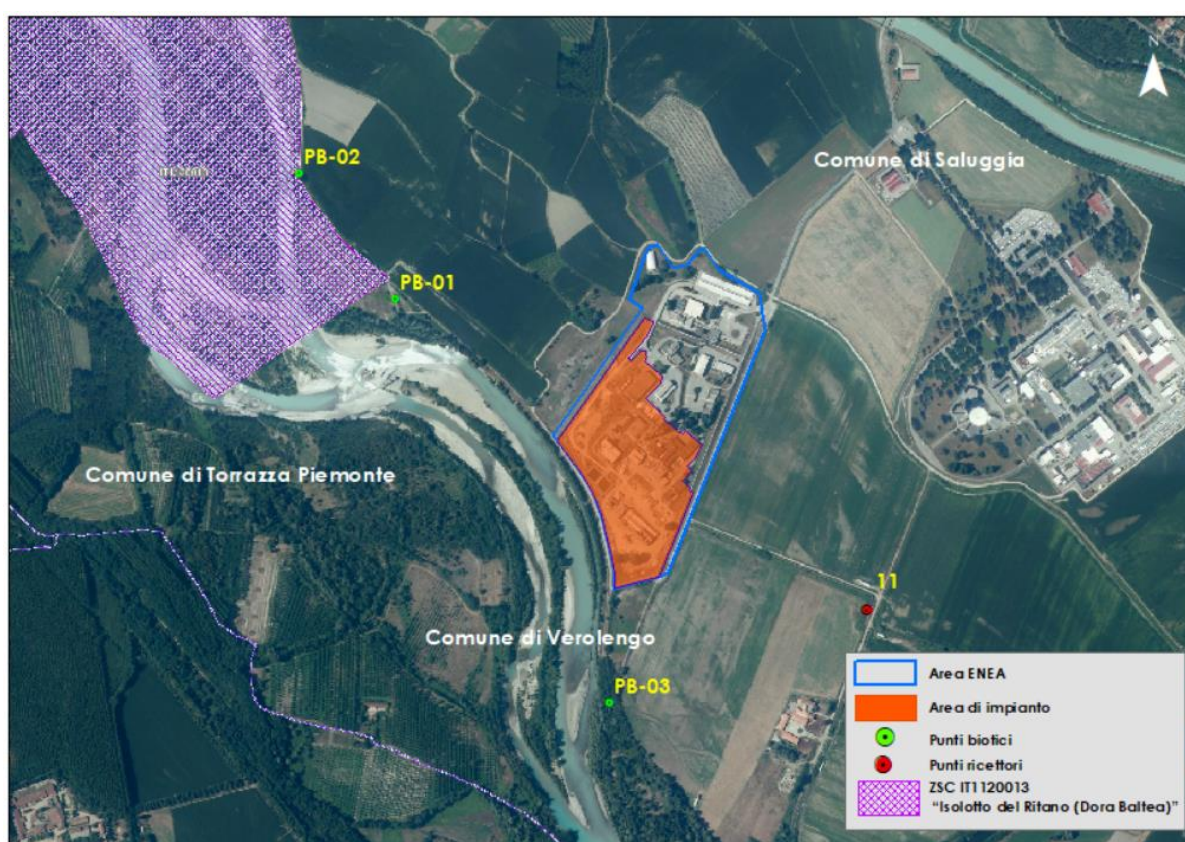 N
Comune di Saluggia
PB-02
PB-01
Comune di Torrazza Piemonte
11
Comune di Verolengo
PB-03
Area ENEA
Area di impianto
Punti biotici
Punti ricettori
ZSC IT1120013
"Isolotto del Ritano (Dora Baltea)"